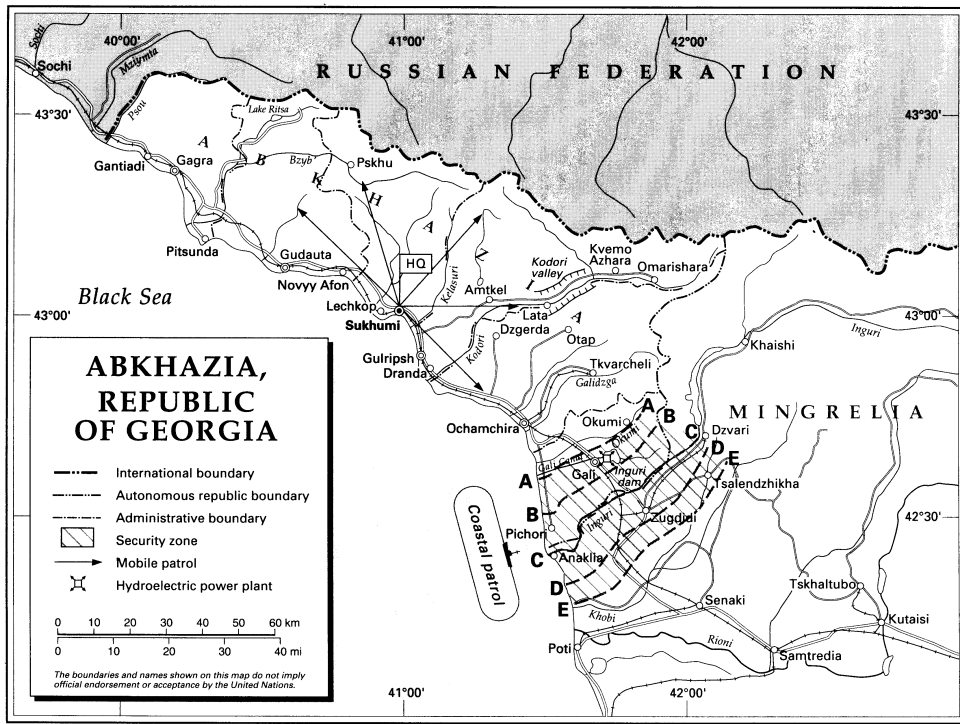 40°00'
41°00'
42°00'
Sochi
Sochi
Mziymta
RUSSIAN FEDERATION
43°30'
43°30'
Psou
Lake Ritsa
Gantiadi
Gagra
Bzyb
Pskhu
ABKHAZIA
Pitsunda
Gudauta
Novyy Afon
HQ
Kelasuri
Kodori valley
Kvemo Azhara
Omarishara
Black Sea
Lechkop
Sukhumi
Amtkel
Lata
43°00'
43°00'
Inguri
Dzgerda
Otap
Khaishi
Kodori
Gulripsh
Dranda
Tkvarcheli
Galidzga
MINGRELIA
Ochamchira
Okumi
Okumi
A
B
C
D
E
Dzvari
Gali Canal
Gali
Inguri dam
Tsalendzhikha
A
B
C
D
E
Pichori
Inguri
Zugdidi
42°30'
Anaklia
Coastal patrol
Khobi
Senaki
Tskhaltubo
Kutaisi
Poti
Rioni
Samtredia
41°00'
42°00'
ABKHAZIA,
REPUBLIC
OF GEORGIA
International boundary
Autonomous republic boundary
Administrative boundary
Security zone
Mobile patrol
Hydroelectric power plant
0 10 20 30 40 50 60 km
0 10 20 30 40 mi
The boundaries and names shown on this map do not imply
official endorsement or acceptance by the United Nations.